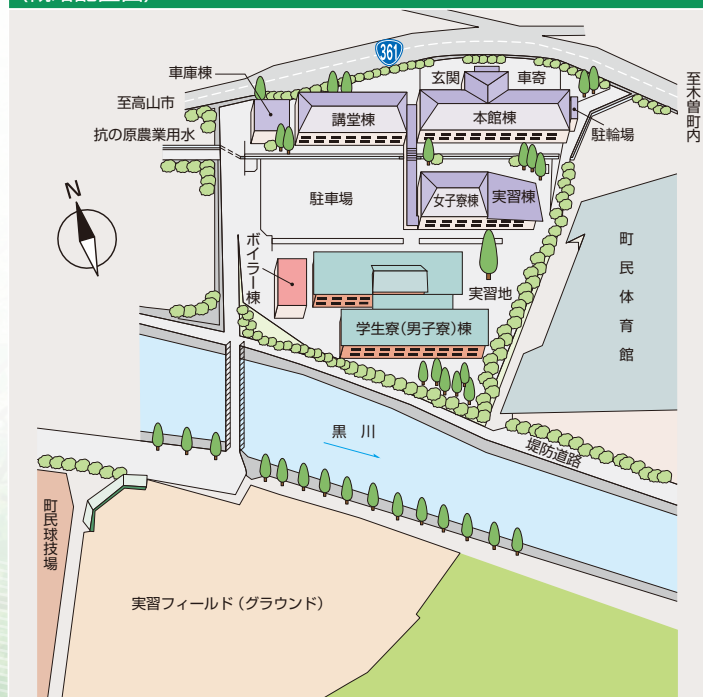 361
車庫棟
玄関
車寄
至高山市
講堂棟
本館棟
至木曽町内
抗の原農業用水
駐輪場
N
駐車場
女子寮棟
実習棟
ボイラー棟
町民体育館
実習地
学生寮(男子寮)棟
黒川
堤防道路
町民球技場
実習フィールド(グラウンド)